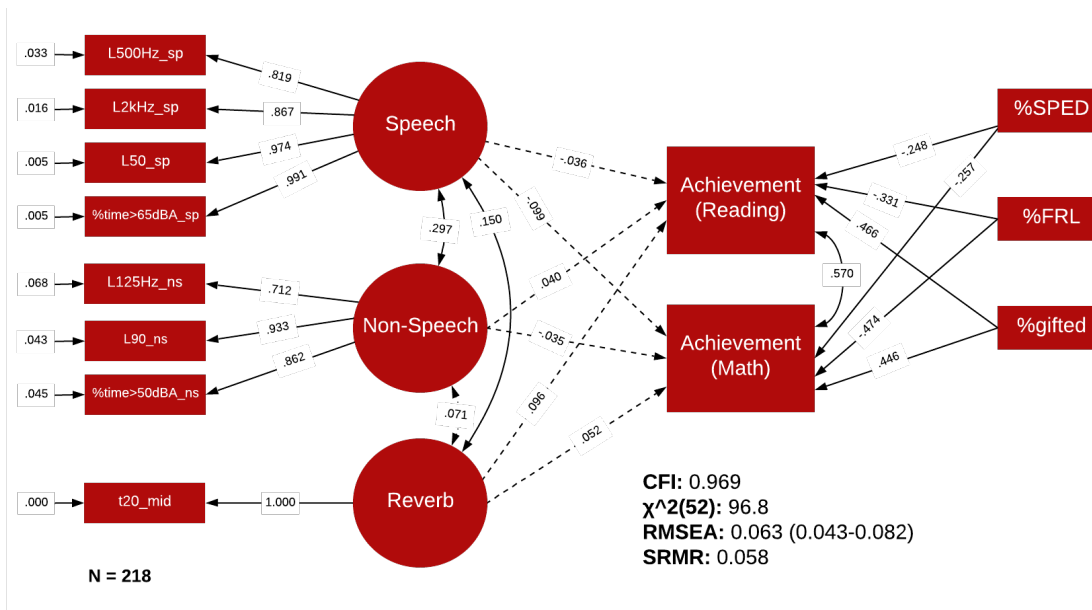 .033
L500Hz_sp
.819
.016
L2kHz_sp
.867
.005
L50_sp
.974
.005
%time>65dBA_sp
.991
Speech
.068
L125Hz_ns
.712
.043
L90_ns
.933
.045
%time>50dBA_ns
.862
Non-Speech
.000
t20_mid
1.000
Reverb
.297
.150
.071
-.036
-.099
.040
-.035
.096
.052
Achievement
(Reading)
.570
Achievement
(Math)
-.248
-.257
-.331
.466
-.474
.446
%SPED
%FRL
%gifted
CFI: 0.969
χ^2(52): 96.8
RMSEA: 0.063 (0.043-0.082)
SRMR: 0.058
N = 218